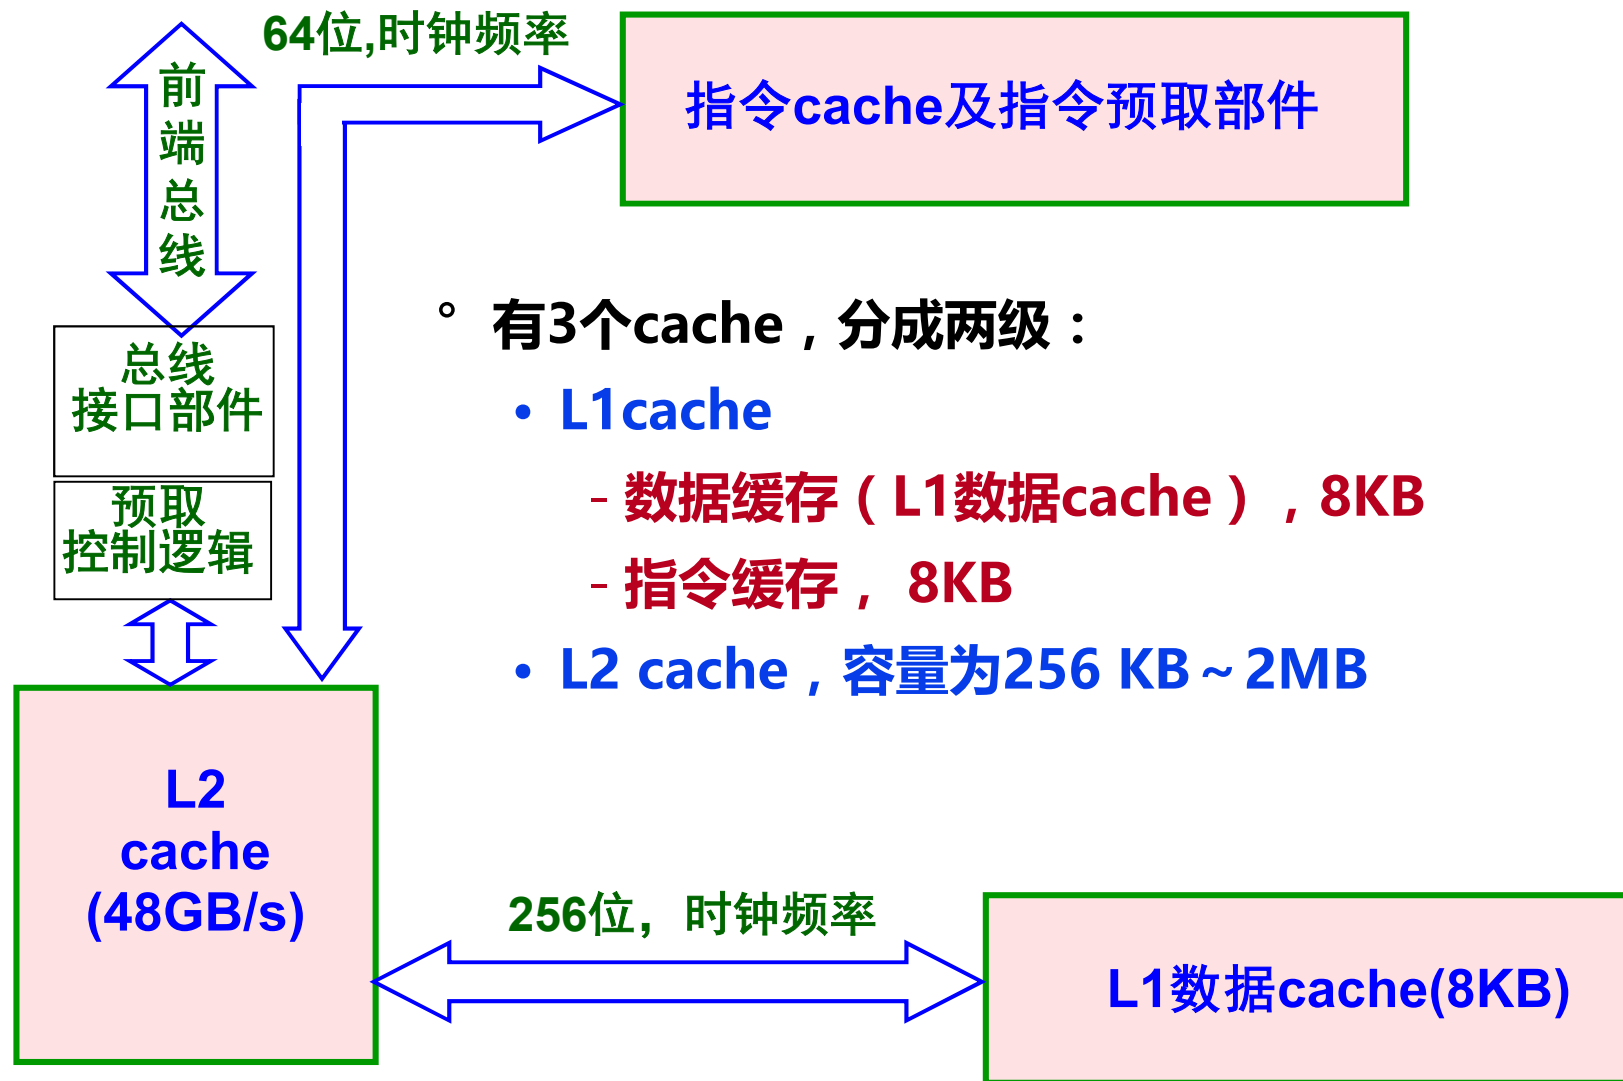 64位,时钟频率
前
端
总
线
指令cache及指令预取部件
° 有3个cache，分成两级：
总线
接口部件
• L1cache
- 数据缓存（L1数据cache），8KB
预取
控制逻辑
- 指令缓存， 8KB
• L2 cache，容量为256 KB～2MB
L2
cache
(48GB/s)
256位，时钟频率
L1数据cache(8KB)